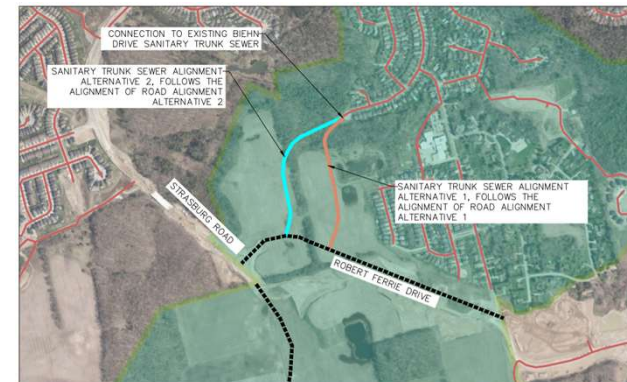 CONNECTION TO EXISTING BIEHN
DRIVE SANITARY TRUNK SEWER
SANITARY TRUNK SEWER ALIGNMENT
ALTERNATIVE 2, FOLLOWS THE
ALIGNMENT OF ROAD ALIGNMENT
ALTERNATIVE 2
SANITARY TRUNK SEWER ALIGNMENT
ALTERNATIVE 1, FOLLOWS THE
ALIGNMENT OF ROAD ALIGNMENT
ALTERNATIVE 1
STRASBURG ROAD
ROBERT FERRIE DRIVE